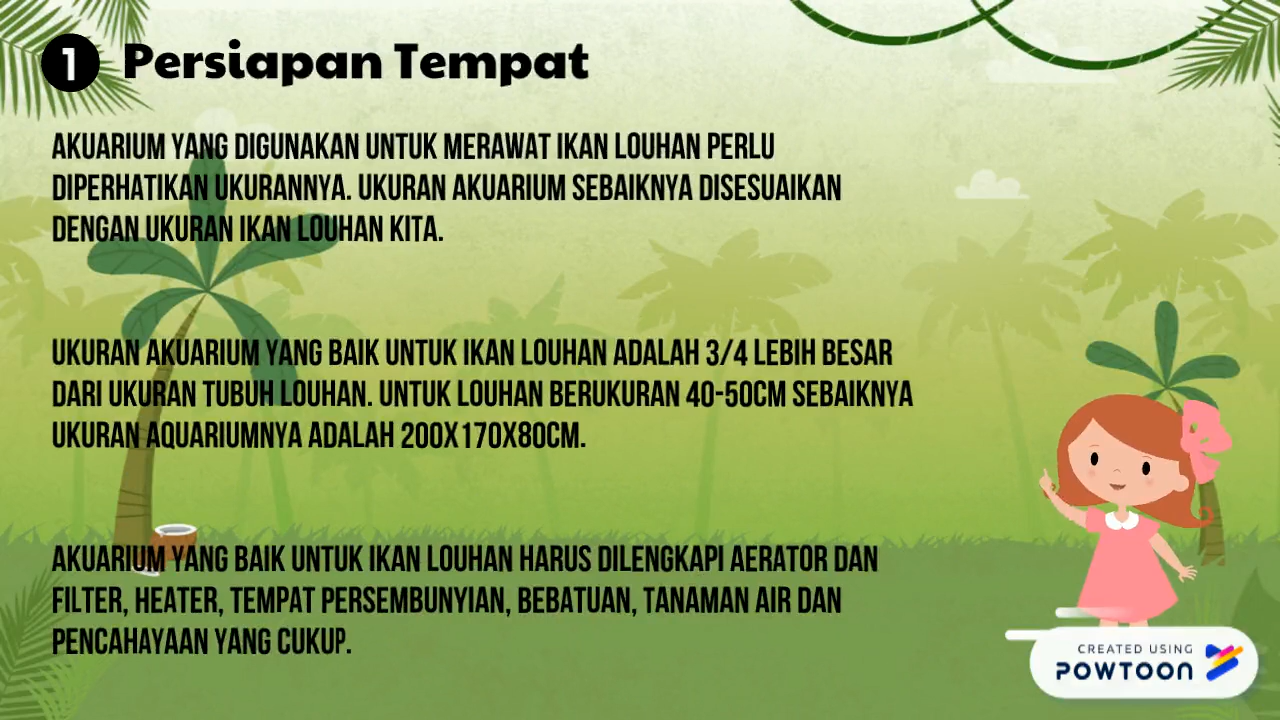 1 Persiapan Tempat
AKUARIUM YANG DIGUNAKAN UNTUK MERAWAT IKAN LOUHAN PERLU
DIPERHATIKAN UKURANNYA. UKURAN AKUARIUM SEBAIKNYA DISESUAIKAN
DENGAN UKURAN IKAN LOUHAN KITA.
UKURAN AKUARIUM YANG BAIK UNTUK IKAN LOUHAN ADALAH 3/4 LEBIH BESAR
DARI UKURAN TUBUH LOUHAN. UNTUK LOUHAN BERUKURAN 40-50CM SEBAIKNYA
UKURAN AQUARIUMNYA ADALAH 200X170X80CM.
AKUARIUM YANG BAIK UNTUK IKAN LOUHAN HARUS DILENGKAPI AERATOR DAN
FILTER, HEATER, TEMPAT PERSEMBUNYIAN, BEBATUAN, TANAMAN AIR DAN
PENCAHAYAAN YANG CUKUP.
CREATED USING
POWTOON